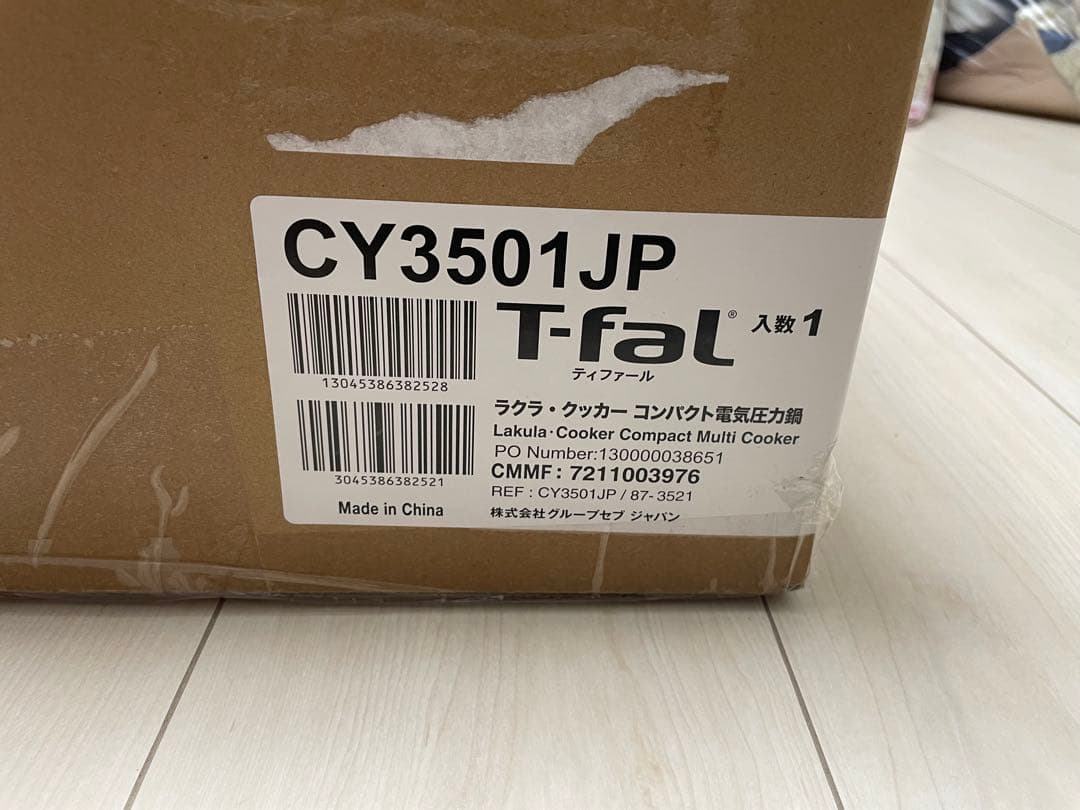 CY3501JP
13045386382528
T-fal® 入数 1
ティファール
3045386382521
ラクラ・クッカー コンパクト電気圧力鍋
Lakula・Cooker Compact Multi Cooker
PO Number:130000038651
CMMF: 7211003976
REF : CY3501JP / 87-3521
Made in China
株式会社グループセブ ジャパン